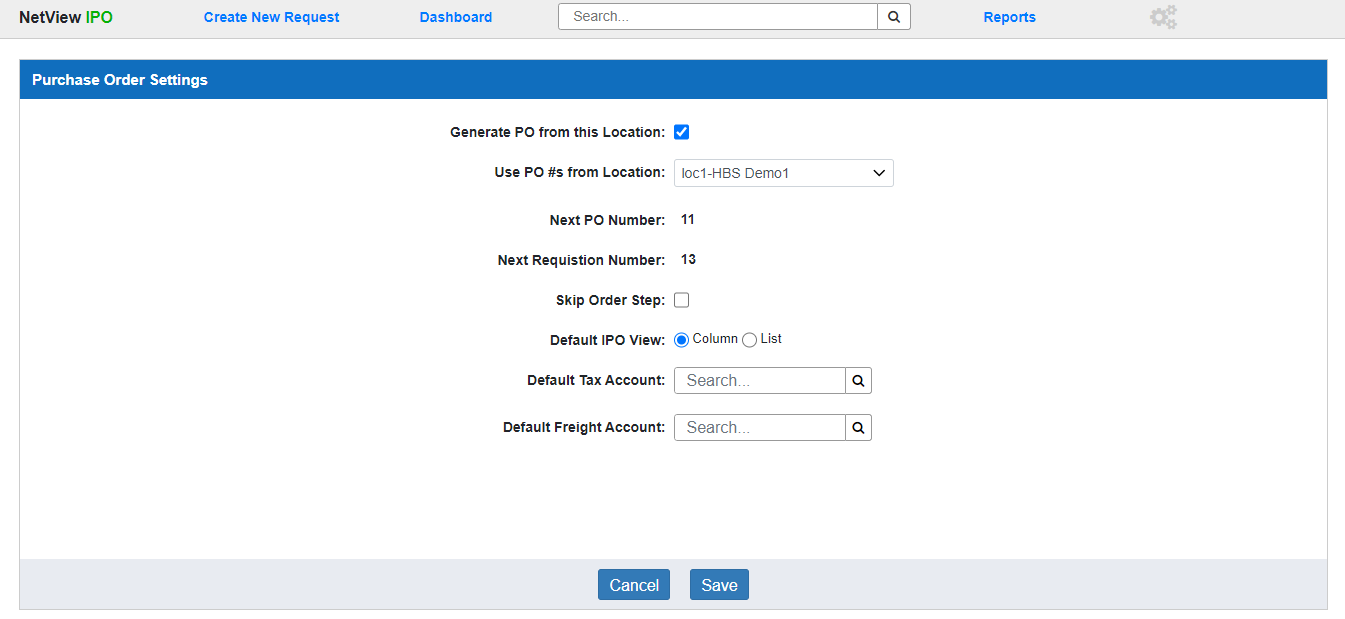 NetView IPO Create New Request Dashboard Search... Reports
Purchase Order Settings
Generate PO from this Location:
Use PO #s from Location: loc1-HBS Demo1
Next PO Number: 11
Next Requistion Number: 13
Skip Order Step:
Default IPO View: Column List
Default Tax Account: Search...
Default Freight Account: Search...
Cancel Save